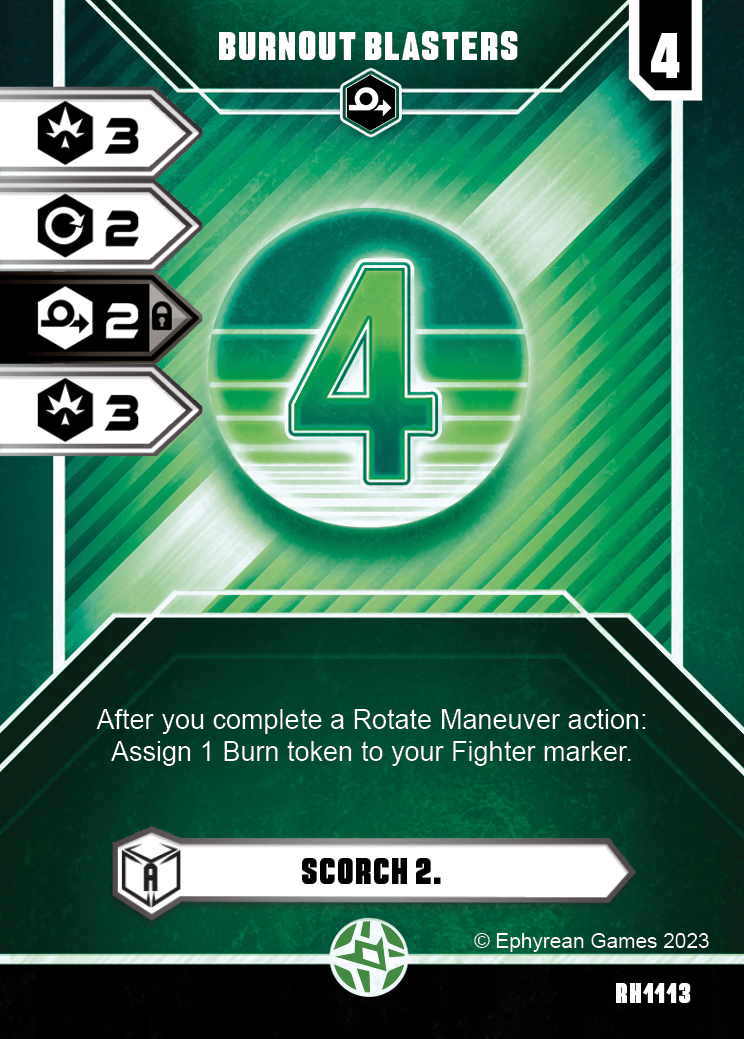 BURNOUT BLASTERS
4
3
2
2
3
4
After you complete a Rotate Maneuver action:
Assign 1 Burn token to your Fighter marker.
A
SCORCH 2.
© Ephyrean Games 2023
RH1113